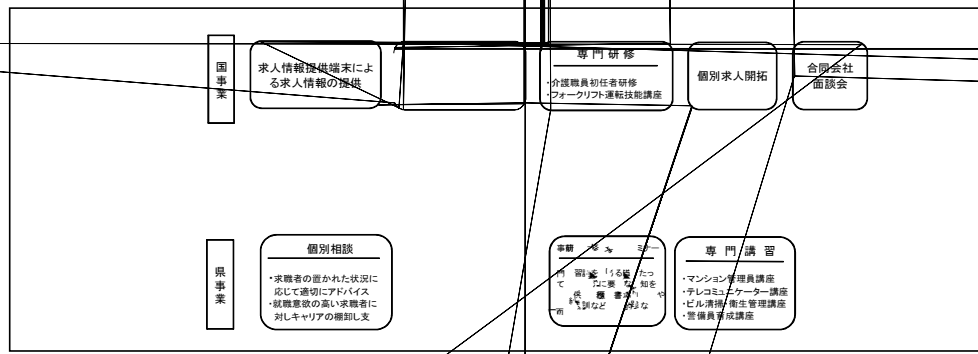 国事業
求人情報提供端末によ
る求人情報の提供
専門研修
・介護職員初任者研修
・フォークリフト運転技能講座
個別求人開拓
合同会社
面談会
県事業
個別相談
・求職者の置かれた状況に
応じて適切にアドバイス
・就職意欲の高い求職者に
対しキャリアの棚卸し支
専門講習
・マンション管理員講座
・テレコミュニケーター講座
・ビル清掃・衛生管理講座
・警備員育成講座